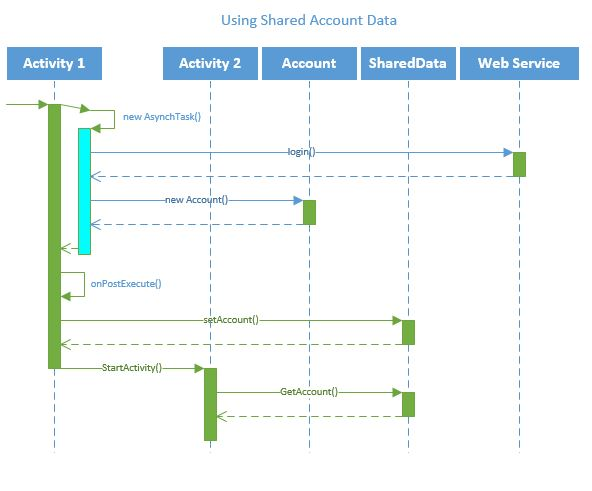 Using Shared Account Data
Activity 1
Activity 2
Account
SharedData
Web Service
new AsynchTask()
login()
new Account()
onPostExecute()
setAccount()
StartActivity()
GetAccount()